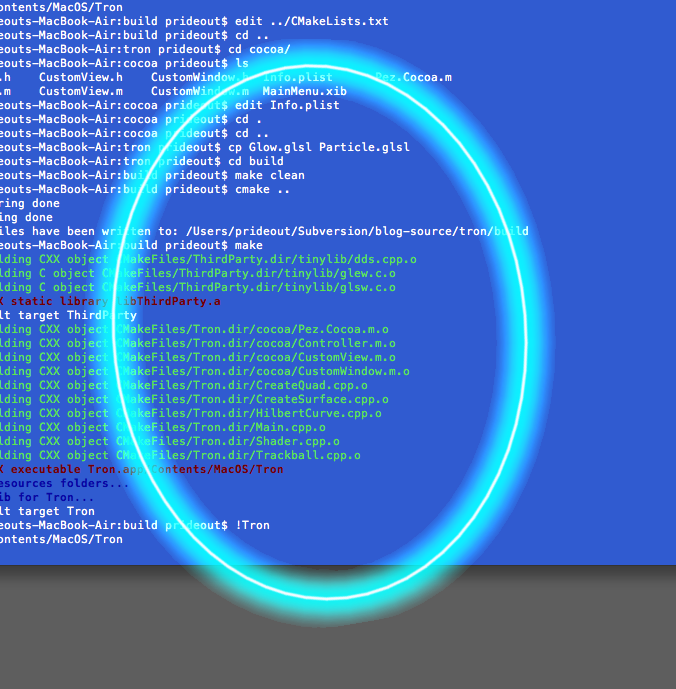 ontents/MacOS/Tron
eouts-MacBook-Air:build prideout$ edit ../CMakeLists.txt
eouts-MacBook-Air:build prideout$ cd ..
eouts-MacBook-Air:tron prideout$ cd cocoa/
eouts-MacBook-Air:cocoa prideout$ ls
.h CustomView.h CustomWindow.h Info.plist Pez.Cocoa.m
.m CustomView.m CustomWindow.m MainMenu.xib
eouts-MacBook-Air:cocoa prideout$ edit Info.plist
eouts-MacBook-Air:cocoa prideout$ cd .
eouts-MacBook-Air:cocoa prideout$ cd ..
eouts-MacBook-Air:tron prideout$ cp Glow.glsl Particle.glsl
eouts-MacBook-Air:tron prideout$ cd build
eouts-MacBook-Air:build prideout$ make clean
eouts-MacBook-Air:build prideout$ cmake ..
ring done
ing done
iles have been written to: /Users/prideout/Subversion/blog-source/tron/build
eouts-MacBook-Air:build prideout$ make
lding CXX object CMakeFiles/ThirdParty.dir/tinylib/dds.cpp.o
lding C object CMakeFiles/ThirdParty.dir/tinylib/glew.c.o
lding C object CMakeFiles/ThirdParty.dir/tinylib/glsw.c.o
X static library libThirdParty.a
lt target ThirdParty
lding CXX object CMakeFiles/Tron.dir/cocoa/Pez.Cocoa.m.o
lding CXX object CMakeFiles/Tron.dir/cocoa/Controller.m.o
lding CXX object CMakeFiles/Tron.dir/cocoa/CustomView.m.o
lding CXX object CMakeFiles/Tron.dir/cocoa/CustomWindow.m.o
lding CXX object CMakeFiles/Tron.dir/CreateQuad.cpp.o
lding CXX object CMakeFiles/Tron.dir/CreateSurface.cpp.o
lding CXX object CMakeFiles/Tron.dir/HilbertCurve.cpp.o
lding CXX object CMakeFiles/Tron.dir/Main.cpp.o
lding CXX object CMakeFiles/Tron.dir/Shader.cpp.o
lding CXX object CMakeFiles/Tron.dir/Trackball.cpp.o
X executable Tron.app/Contents/MacOS/Tron
esources folders...
ib for Tron...
lt target Tron
eouts-MacBook-Air:build prideout$ !Tron
ontents/MacOS/Tron